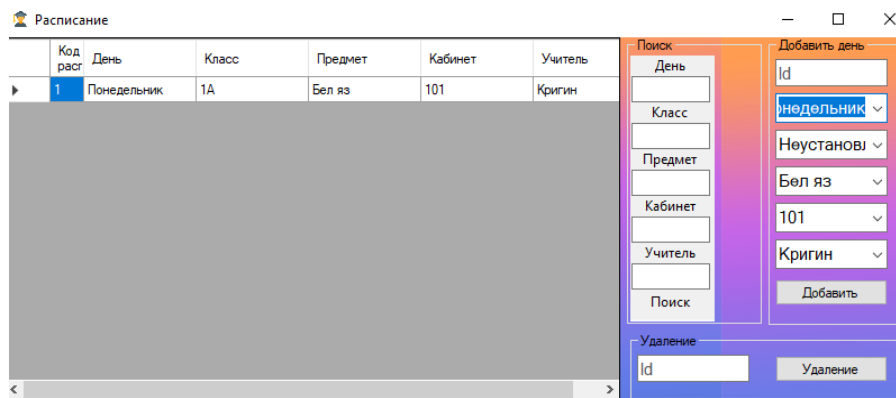 Расписание
Код расг
День
Класс
Предмет
Кабинет
Учитель
1
Понедельник
1А
Бел яз
101
Кригин
Поиск
День
Класс
Предмет
Кабинет
Учитель
Поиск
Добавить день
Id
онедельник
Неустановл
Бел яз
101
Кригин
Добавить
Удаление
Id
Удаление